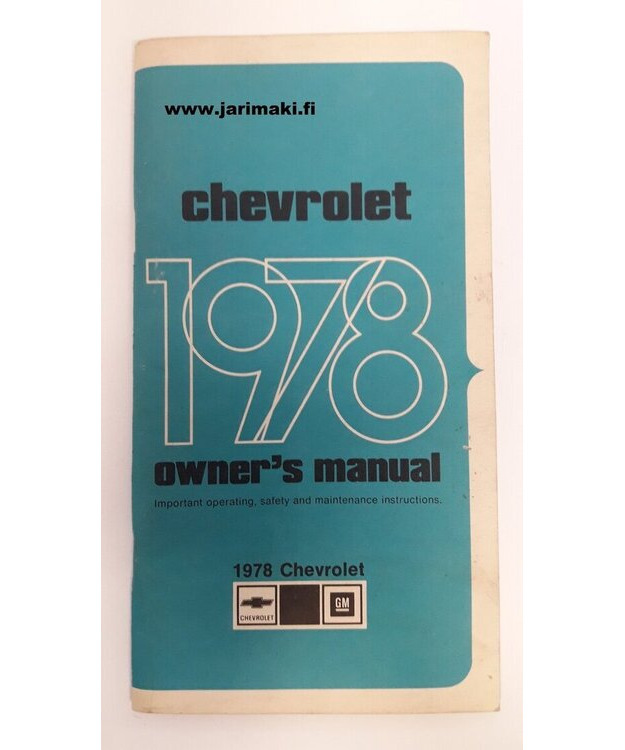 www.jarimaki.fi
chevrolet
1978
owner's manual
Important operating, safety and maintenance instructions.
1978 Chevrolet
CHEVROLET GM